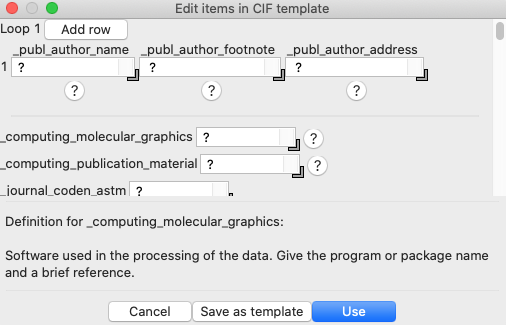 Edit items in CIF template
Loop 1 Add row
_publ_author_name _publ_author_footnote _publ_author_address
1 ? ? ?
? ? ?
_computing_molecular_graphics ? ?
_computing_publication_material ? ?
_journal_coden_astm ?
Definition for _computing_molecular_graphics:
Software used in the processing of the data. Give the program or package name
and a brief reference.
Cancel Save as template Use